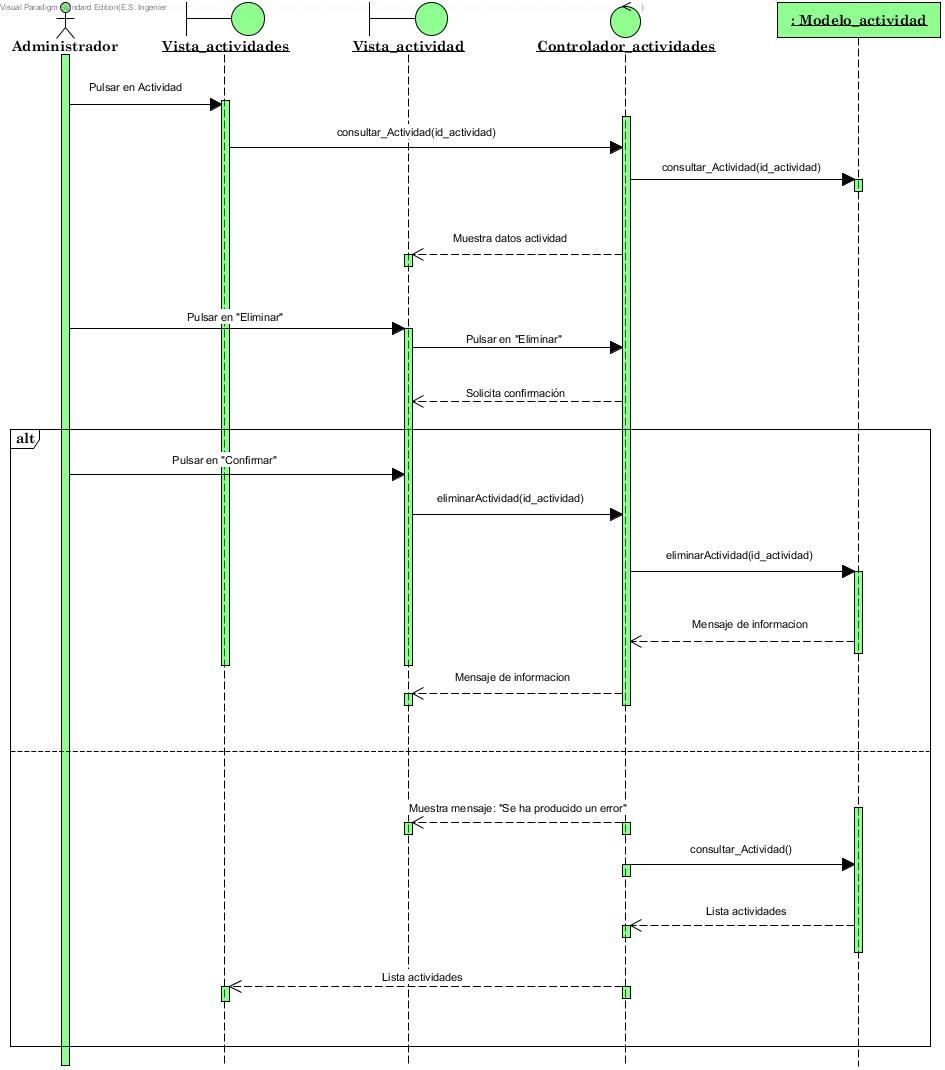 Visual Paradigm Standard Edition(E.S. Ingenier
)
Administrador
Vista_actividades
Vista_actividad
Controlador_actividades
: Modelo_actividad
Pulsar en Actividad
consultar_Actividad(id_actividad)
consultar_Actividad(id_actividad)
Muestra datos actividad
Pulsar en "Eliminar"
Pulsar en "Eliminar"
Solicita confirmación
alt
Pulsar en "Confirmar"
eliminarActividad(id_actividad)
eliminarActividad(id_actividad)
Mensaje de informacion
Mensaje de informacion
Muestra mensaje: "Se ha producido un error"
consultar_Actividad()
Lista actividades
Lista actividades